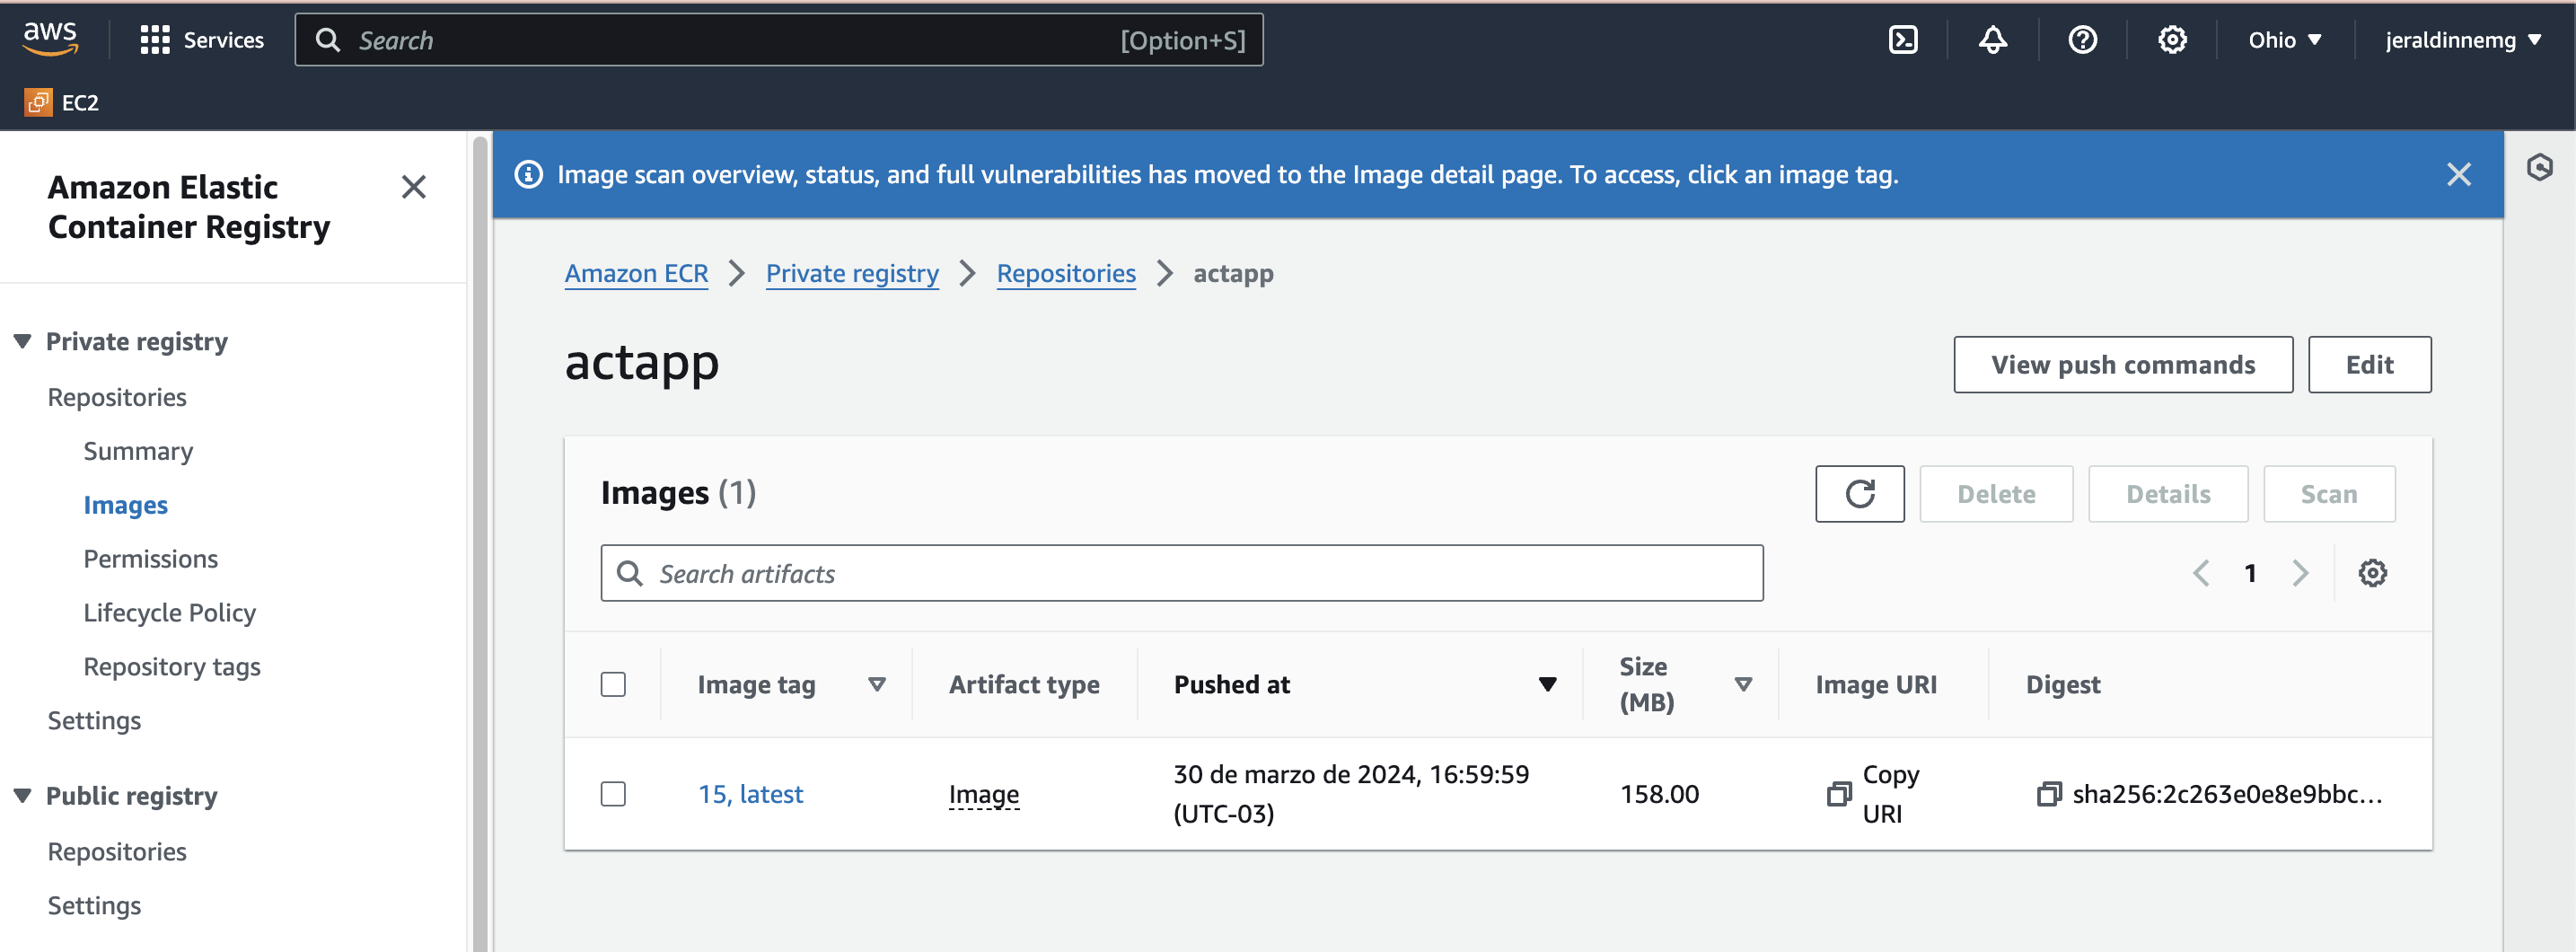 aws
Services
Search
[Option+S]
Ohio
jeraldinnemg
EC2
Amazon Elastic
Container Registry
Private registry
Repositories
Summary
Images
Permissions
Lifecycle Policy
Repository tags
Settings
Public registry
Repositories
Settings
Image scan overview, status, and full vulnerabilities has moved to the Image detail page. To access, click an image tag.
Amazon ECR
Private registry
Repositories
actapp
actapp
View push commands
Edit
Images (1)
Delete
Details
Scan
Search artifacts
1
Image tag
Artifact type
Pushed at
Size
(MB)
Image URI
Digest
15, latest
Image
30 de marzo de 2024, 16:59:59
(UTC-03)
158.00
Copy
URI
sha256:2c263e0e8e9bbc...